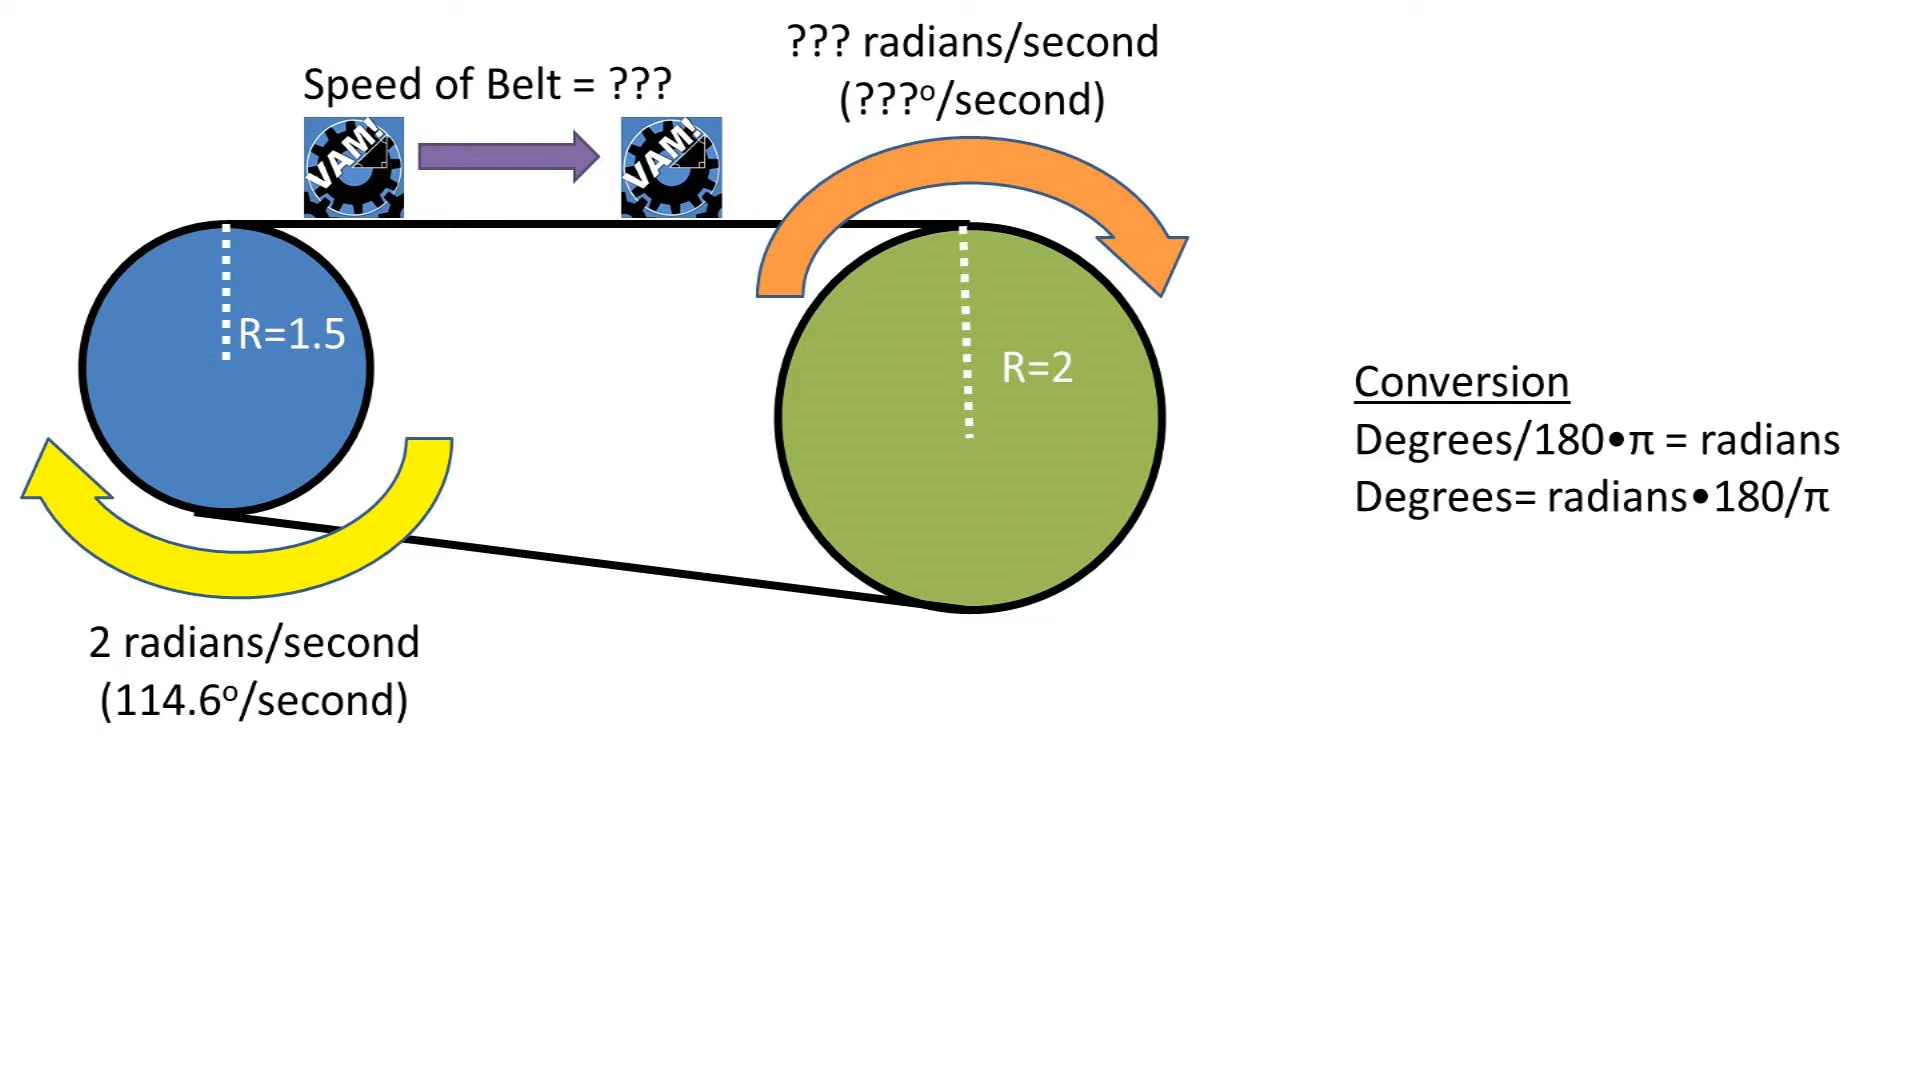 ??? radians/second
(???º/second)
Speed of Belt = ???
VAM!
VAM!
R=1.5
R=2
Conversion
Degrees/180•π = radians
Degrees= radians•180/π
2 radians/second
(114.6º/second)